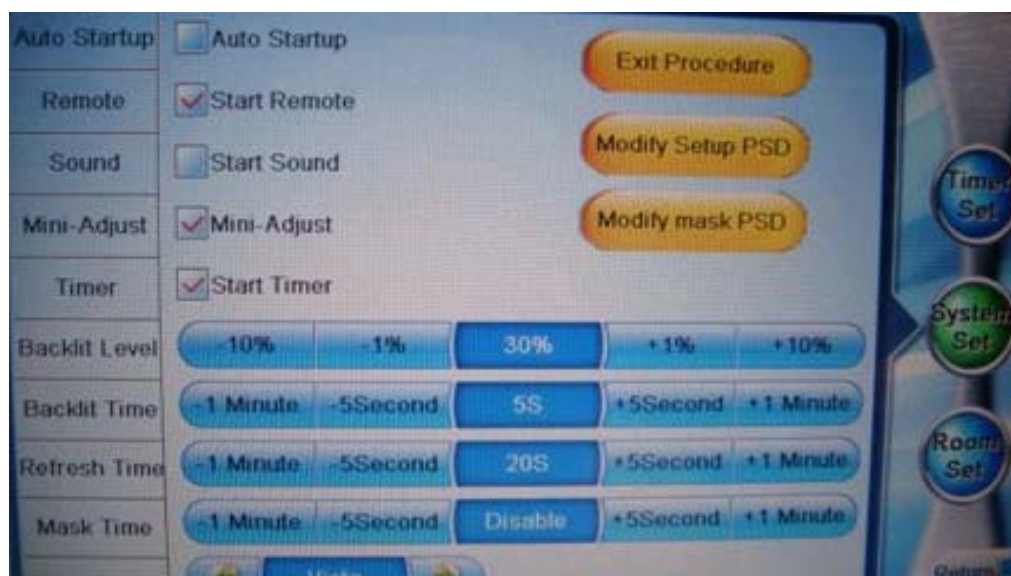 Auto Startup Auto Startup Exit Procedure
Remote Start Remote
Sound Start Sound Modify Setup PSD
Timer Set
Mini-Adjust Mini-Adjust Modify mask PSD
Timer Start Timer
System Set
Backlit Level -10% -1% 30% +1% +10%
Backlit Time -1 Minute -5Second 5S +5Second +1 Minute
Room Set
Refresh Time -1 Minute -5Second 20S +5Second +1 Minute
Mask Time -1 Minute -5Second Disable +5Second +1 Minute
Return